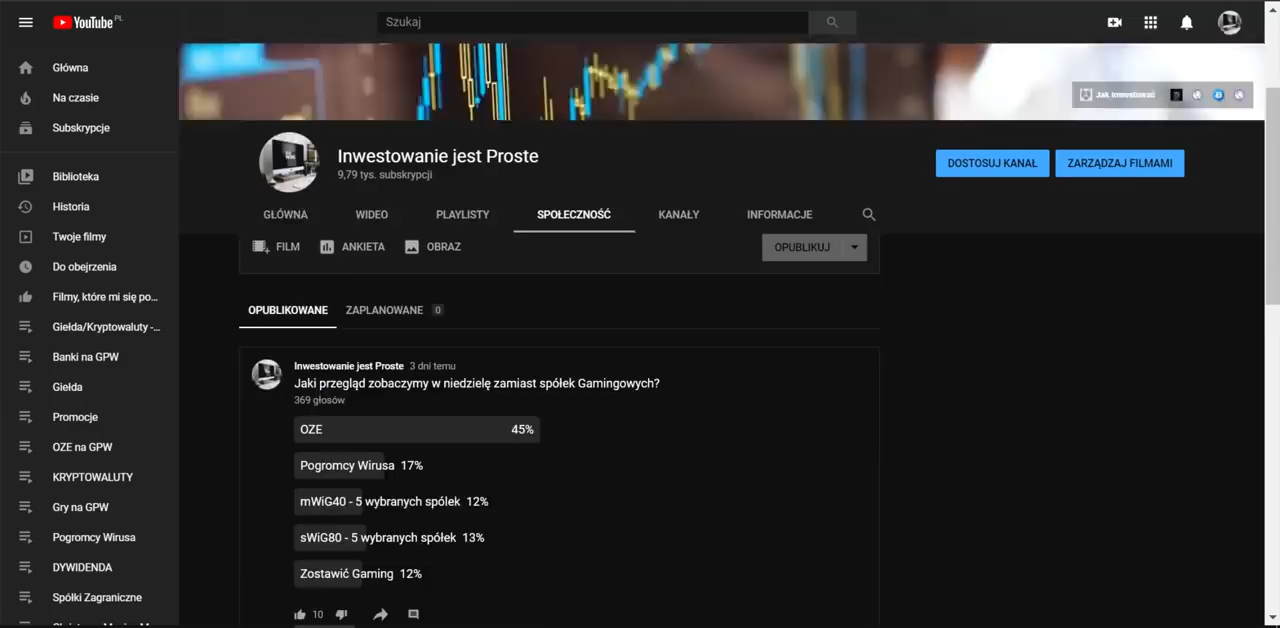 YouTube PL
Szukaj
Główna
Na czasie
Subskrypcje
Biblioteka
Historia
Twoje filmy
Do obejrzenia
Filmy, które mi się po...
Giełda/Kryptowaluty -...
Banki na GPW
Giełda
Promocje
OZE na GPW
KRYPTOWALUTY
Gry na GPW
Pogromcy Wirusa
DYWIDENDA
Spółki Zagraniczne
Jak Inwestować
Inwestowanie jest Proste
9,79 tys. subskrypcji
DOSTOSUJ KANAŁ
ZARZĄDZAJ FILMAMI
GŁÓWNA
WIDEO
PLAYLISTY
SPOŁECZNOŚĆ
KANAŁY
INFORMACJE
FILM
ANKIETA
OBRAZ
OPUBLIKUJ
OPUBLIKOWANE
ZAPLANOWANE 0
Inwestowanie jest Proste 3 dni temu
Jaki przegląd zobaczymy w niedzielę zamiast spółek Gamingowych?
369 głosów
OZE 45%
Pogromcy Wirusa 17%
mWiG40 - 5 wybranych spólek 12%
sWiG80 - 5 wybranych spółek 13%
Zostawić Gaming 12%
10